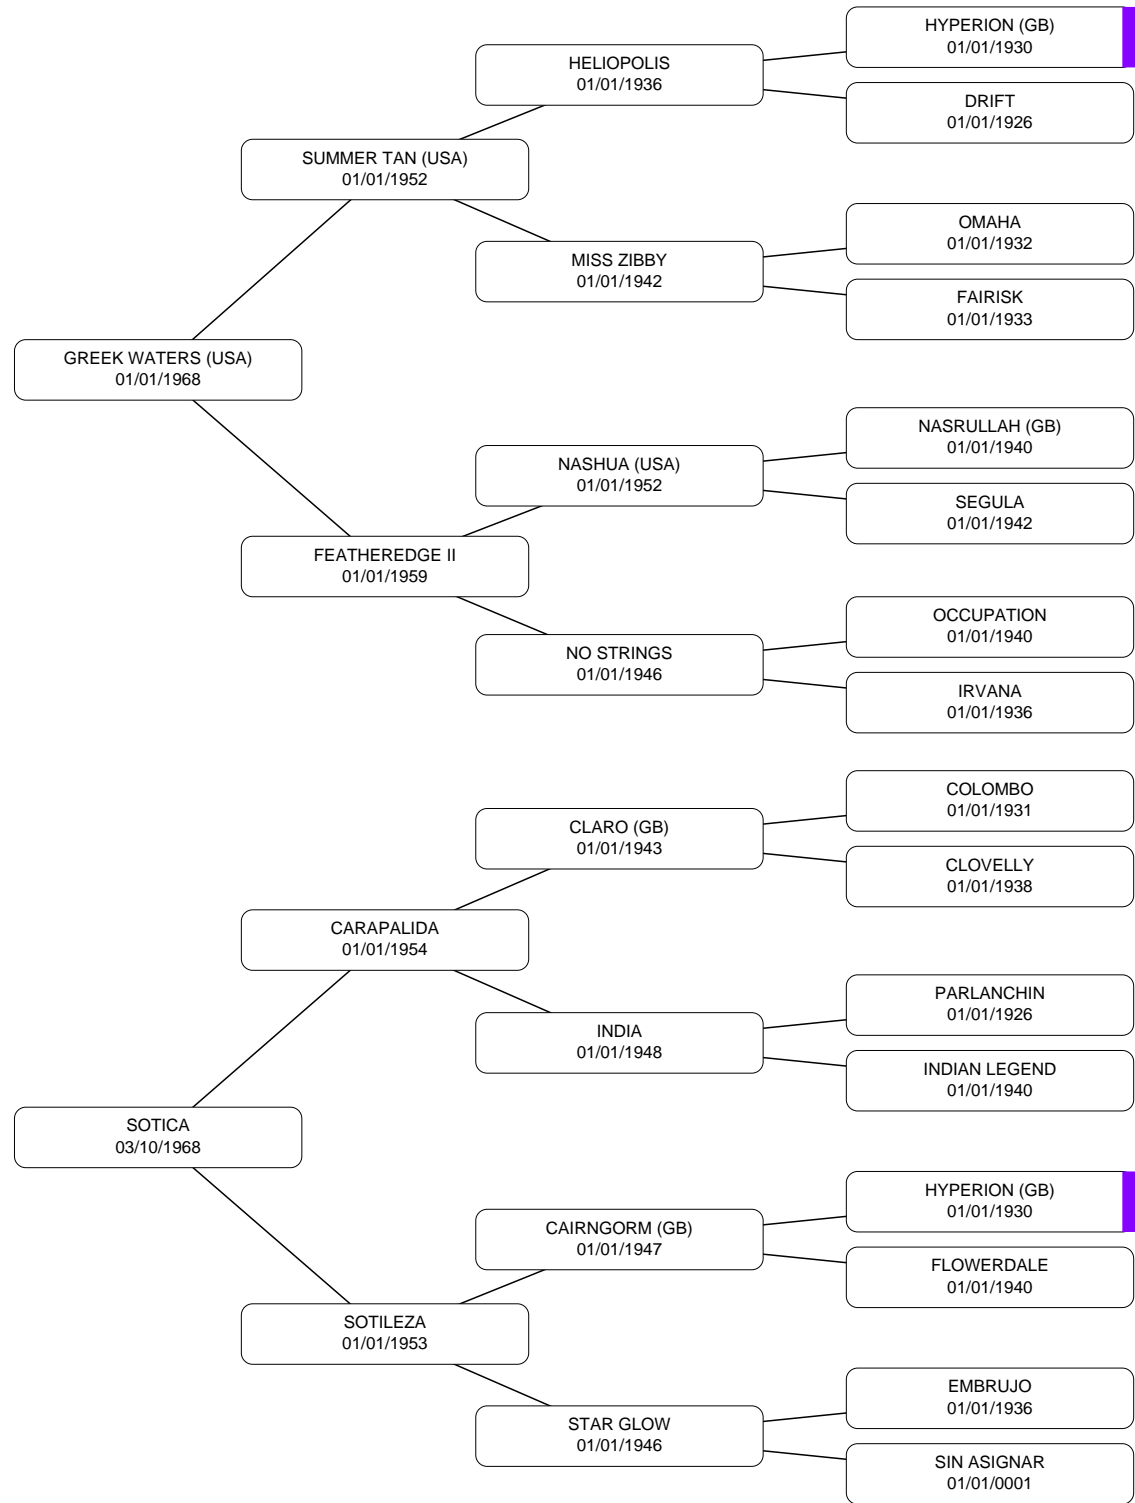 HYPERION (GB)
01/01/1930
HELIOPOLIS
01/01/1936
DRIFT
01/01/1926
SUMMER TAN (USA)
01/01/1952
OMAHA
01/01/1932
MISS ZIBBY
01/01/1942
FAIRISK
01/01/1933
GREEK WATERS (USA)
01/01/1968
NASRULLAH (GB)
01/01/1940
NASHUA (USA)
01/01/1952
SEGULA
01/01/1942
FEATHEREDGE II
01/01/1959
OCCUPATION
01/01/1940
NO STRINGS
01/01/1946
IRVANA
01/01/1936
COLOMBO
01/01/1931
CLARO (GB)
01/01/1943
CLOVELLY
01/01/1938
CARAPALIDA
01/01/1954
PARLANCHIN
01/01/1926
INDIA
01/01/1948
INDIAN LEGEND
01/01/1940
SOTICA
03/10/1968
HYPERION (GB)
01/01/1930
CAIRNGORM (GB)
01/01/1947
FLOWERDALE
01/01/1940
SOTILEZA
01/01/1953
EMBRUJO
01/01/1936
STAR GLOW
01/01/1946
SIN ASIGNAR
01/01/0001